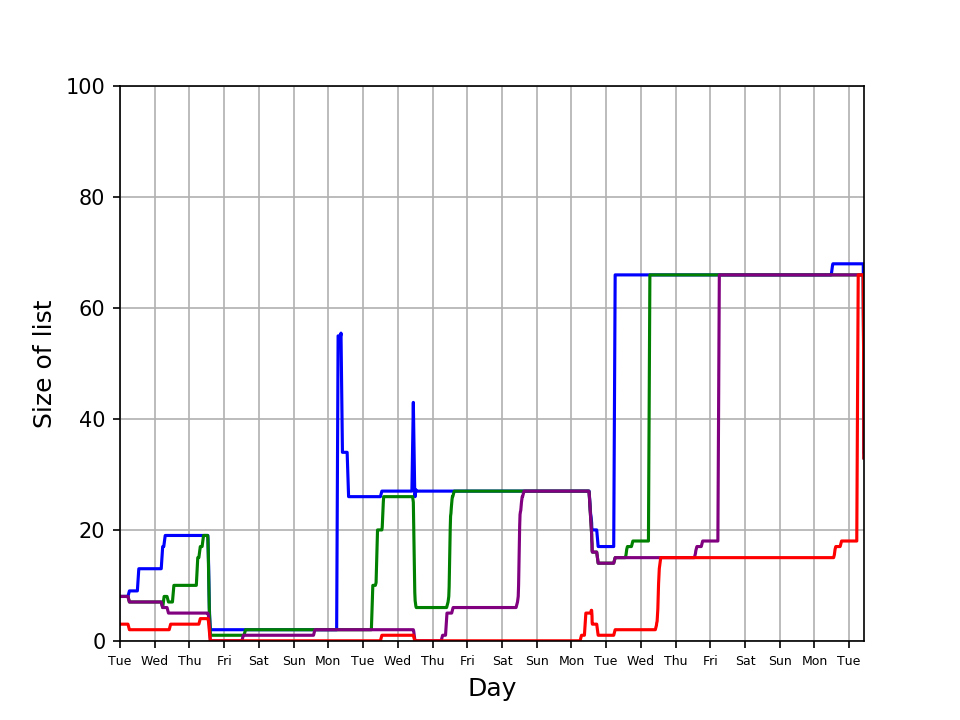 100
80
60
40
20
0
Size of list
Tue Wed Thu Fri Sat Sun Mon Tue Wed Thu Fri Sat Sun Mon Tue Wed Thu Fri Sat Sun Mon Tue
Day